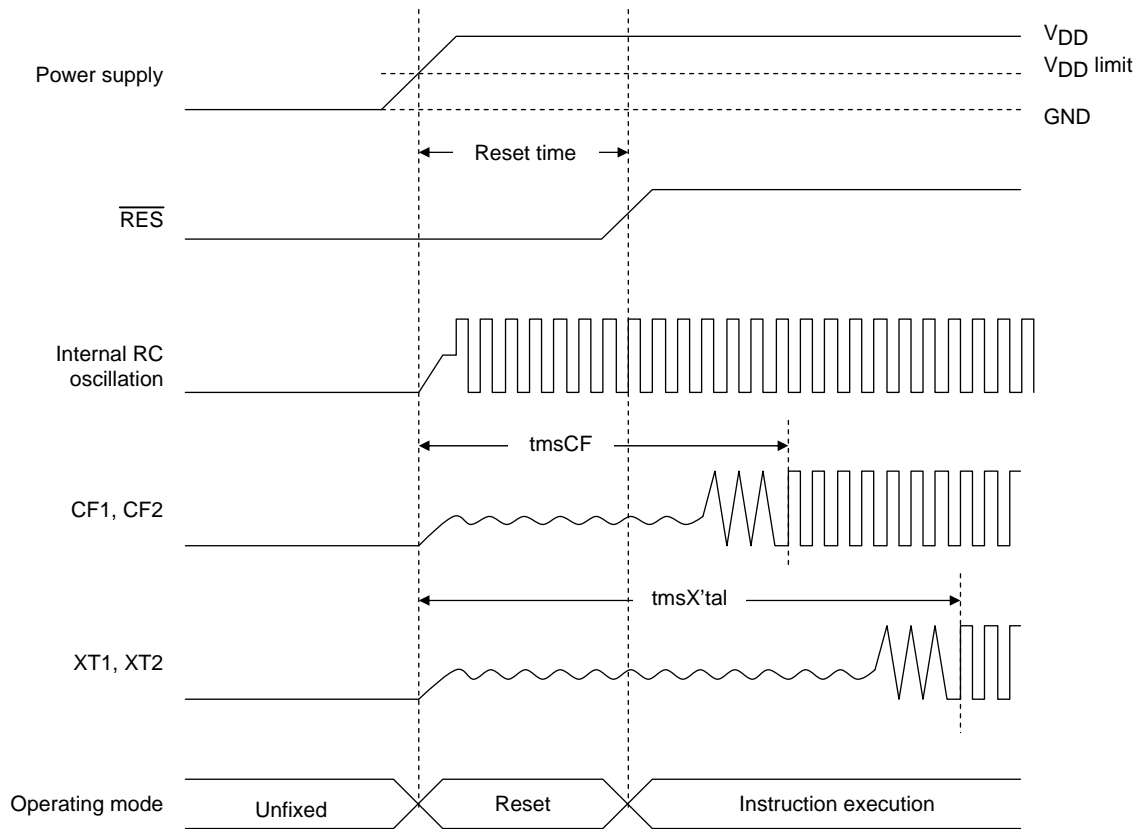 Power supply
VDD
VDD limit
GND
Reset time
RES
Internal RC
oscillation
tmsCF
CF1, CF2
tmsX'tal
XT1, XT2
Operating mode
Unfixed
Reset
Instruction execution